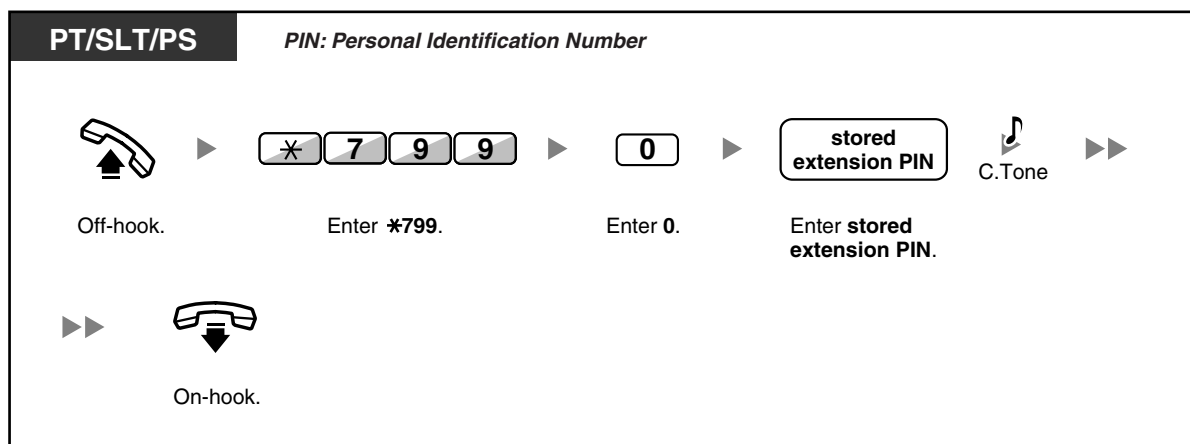 PT/SLT/PS
PIN: Personal Identification Number
✳ 7 9 9
0
stored
extension PIN
C.Tone
Off-hook.
Enter ✳799.
Enter 0.
Enter stored
extension PIN.
On-hook.